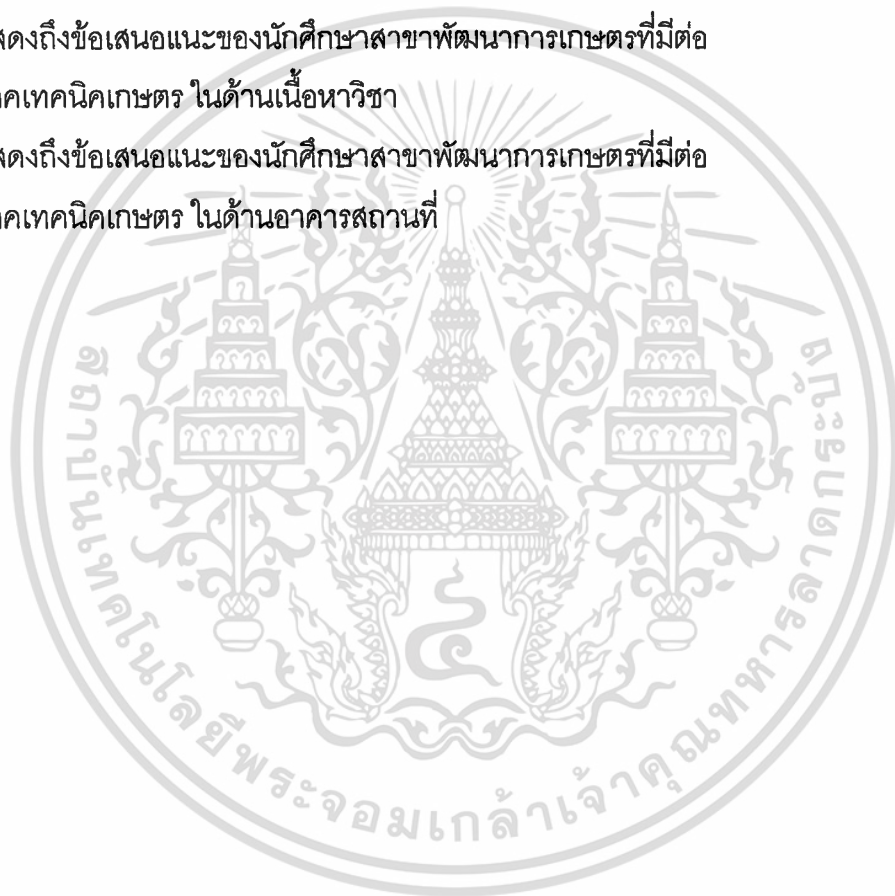 สดงถึงข้อเสนอแนะของนักศึกษาสาขาพัฒนาการเกษตรที่มีต่อ
าคเทคนิคเกษตร ในด้านเนื้อหาวิชา
สดงถึงข้อเสนอแนะของนักศึกษาสาขาพัฒนาการเกษตรที่มีต่อ
าคเทคนิคเกษตร ในด้านอาคารสถานที่
สถาบันเทคโนโลยีพระจอมเกล้าเจ้าคุณทหารลาดกระบัง